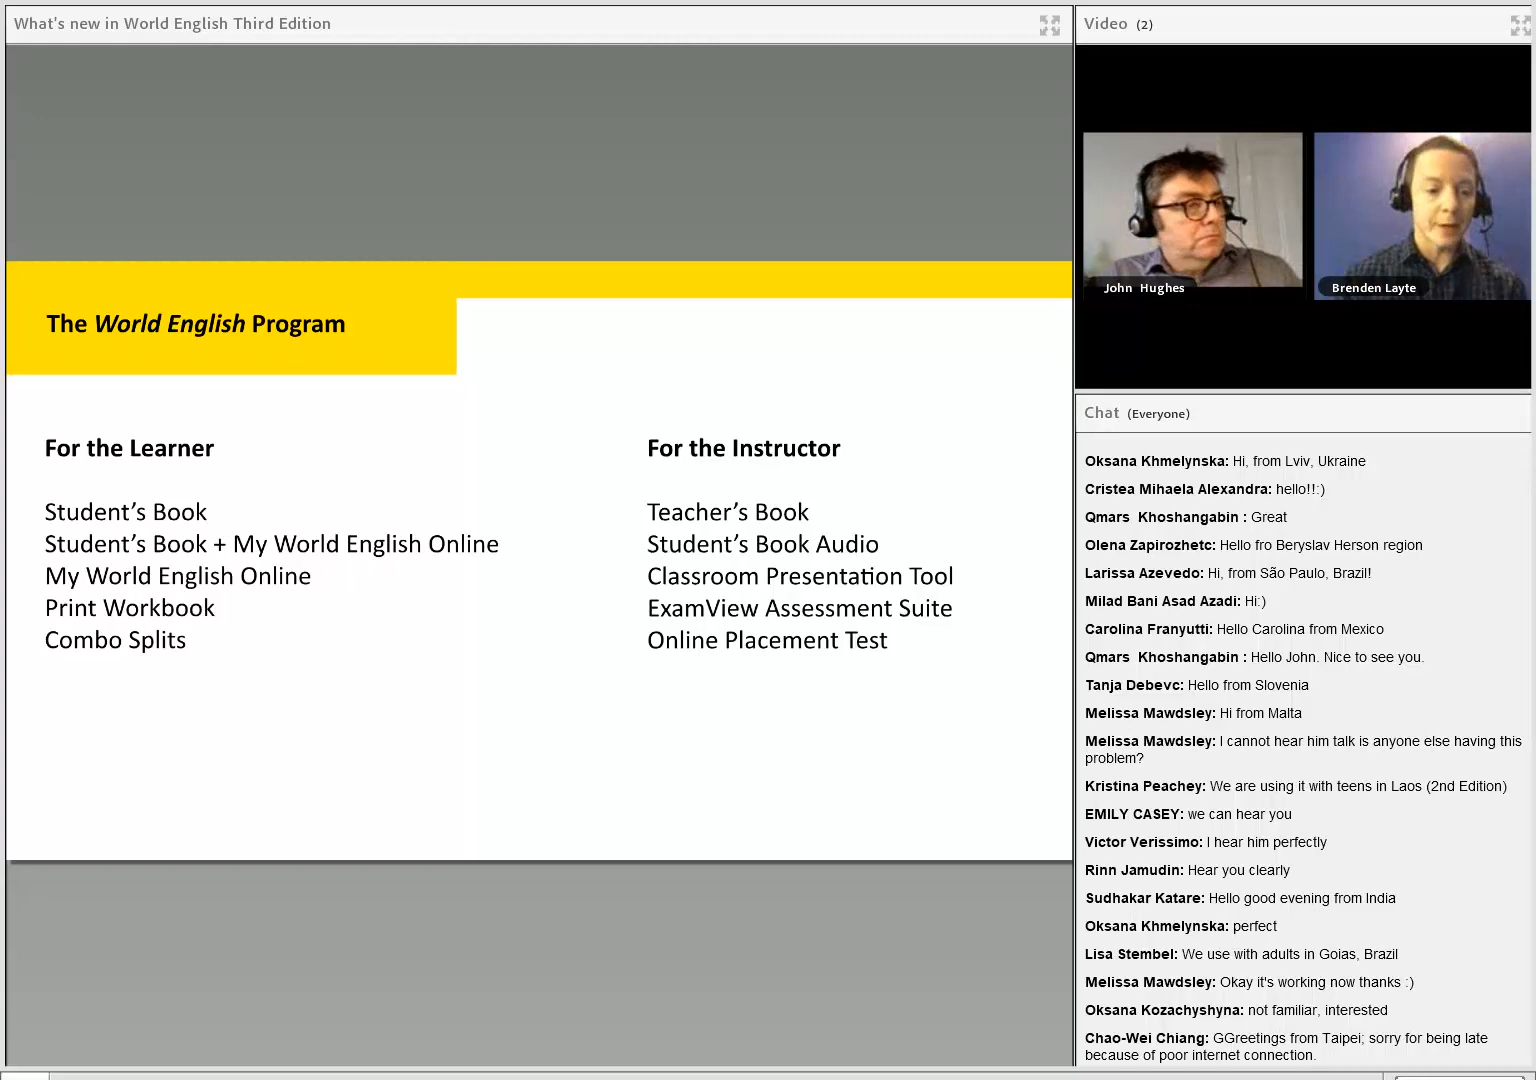 What's new in World English Third Edition
The World English Program
For the Learner
Student's Book
Student's Book + My World English Online
My World English Online
Print Workbook
Combo Splits
For the Instructor
Teacher's Book
Student's Book Audio
Classroom Presentation Tool
ExamView Assessment Suite
Online Placement Test
Video (2)
John Hughes
Brenden Layte
Chat (Everyone)
Oksana Khmelynska: Hi, from Lviv, Ukraine
Cristea Mihaela Alexandra: hello!!:)
Qmars Khoshangabin : Great
Olena Zapirozhetc: Hello fro Beryslav Herson region
Larissa Azevedo: Hi, from São Paulo, Brazil!
Milad Bani Asad Azadi: Hi:)
Carolina Franyutti: Hello Carolina from Mexico
Qmars Khoshangabin : Hello John. Nice to see you.
Tanja Debevc: Hello from Slovenia
Melissa Mawdsley: Hi from Malta
Melissa Mawdsley: I cannot hear him talk is anyone else having this
problem?
Kristina Peachey: We are using it with teens in Laos (2nd Edition)
EMILY CASEY: we can hear you
Victor Verissimo: I hear him perfectly
Rinn Jamudin: Hear you clearly
Sudhakar Katare: Hello good evening from India
Oksana Khmelynska: perfect
Lisa Stembel: We use with adults in Goias, Brazil
Melissa Mawdsley: Okay it's working now thanks :)
Oksana Kozachyshyna: not familiar, interested
Chao-Wei Chiang: GGreetings from Taipei; sorry for being late
because of poor internet connection.